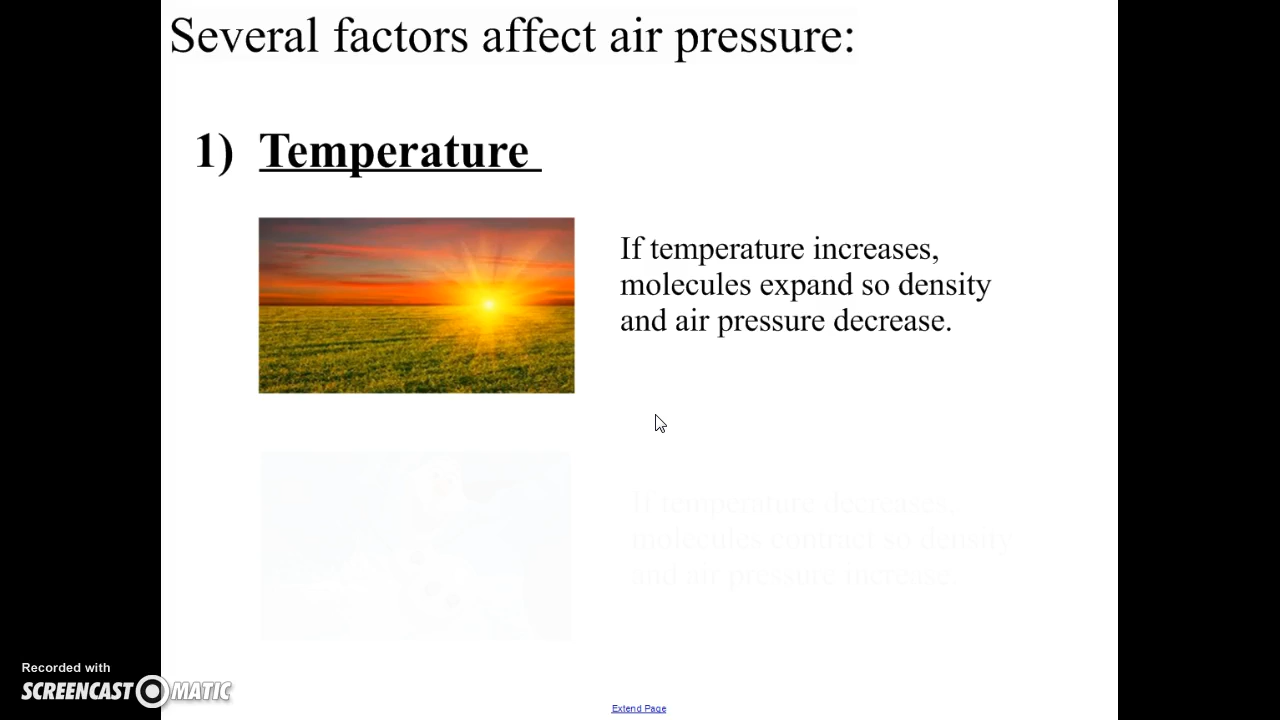 Several factors affect air pressure:
1) Temperature
If temperature increases,
molecules expand so density
and air pressure decrease.
If temperature decreases,
molecules contract so density
and air pressure increase.
Recorded with
SCREENCAST MATIC
Extend Page